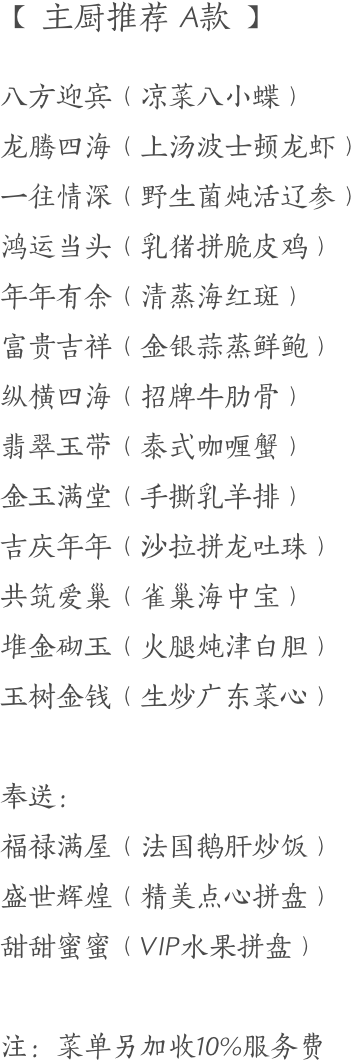 【 主厨推荐 A款 】
八方迎宾（凉菜八小蝶）
龙腾四海（上汤波士顿龙虾）
一往情深（野生菌炖活辽参）
鸿运当头（乳猪拼脆皮鸡）
年年有余（清蒸海红斑）
富贵吉祥（金银蒜蒸鲜鲍）
纵横四海（招牌牛肋骨）
翡翠玉带（泰式咖喱蟹）
金玉满堂（手撕乳羊排）
吉庆年年（沙拉拼龙吐珠）
共筑爱巢（雀巢海中宝）
堆金砌玉（火腿炖津白胆）
玉树金钱（生炒广东菜心）
奉送：
福禄满屋（法国鹅肝炒饭）
盛世辉煌（精美点心拼盘）
甜甜蜜蜜（VIP水果拼盘）
注：菜单另加收10%服务费